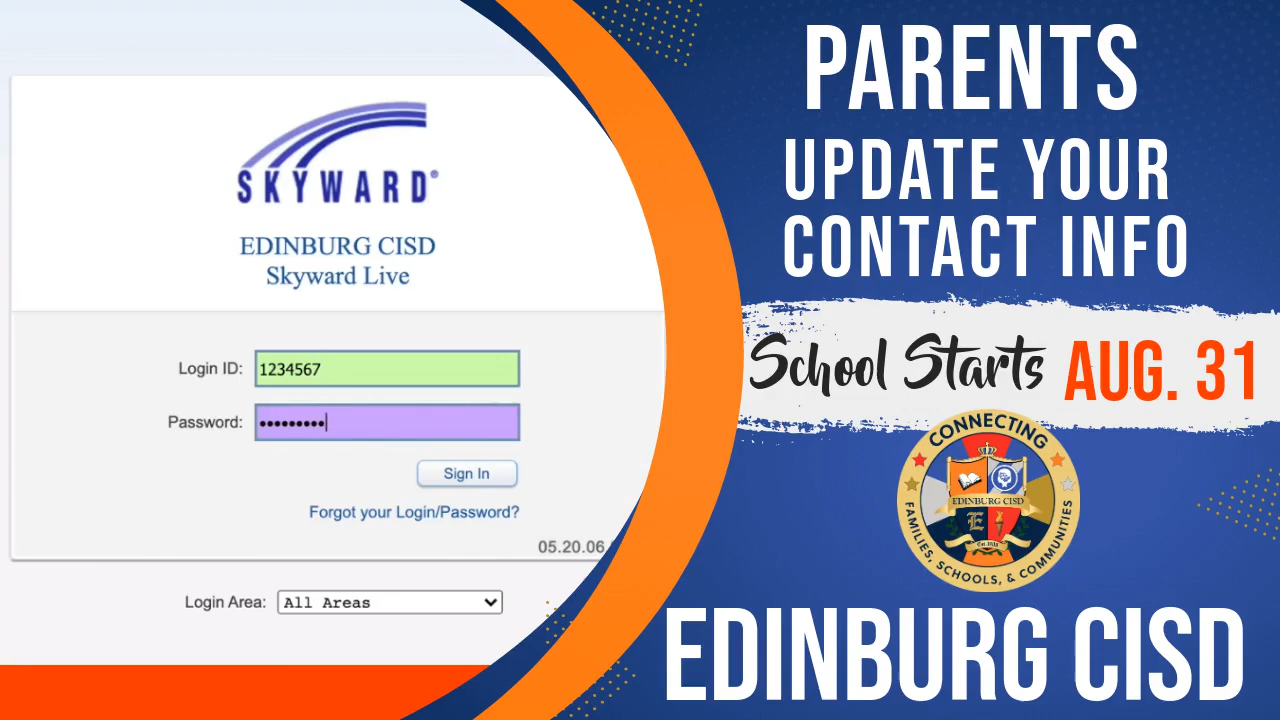 SKYWARD®
EDINBURG CISD
Skyward Live
Login ID: 1234567
Password: •••••••••
Sign In
Forgot your Login/Password?
05.20.06
Login Area: All Areas
PARENTS
UPDATE YOUR
CONTACT INFO
School Starts AUG. 31
CONNECTING
EDINBURG CISD
E
FAMILIES, SCHOOLS, & COMMUNITIES
EDINBURG CISD